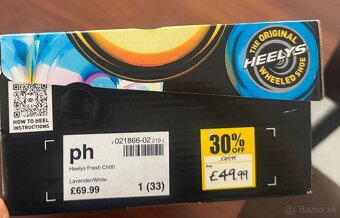 THE ORIGINAL
HEELYS
WHEELED SHOE
HOW TO HEEL
INSTRUCTIONS
z 021866-02 210 z
ph
Heelys Fresh Ch00
Lavender/White
£69.99
1 (33)
30% OFF
£69.99
£49.99
Bazos.sk